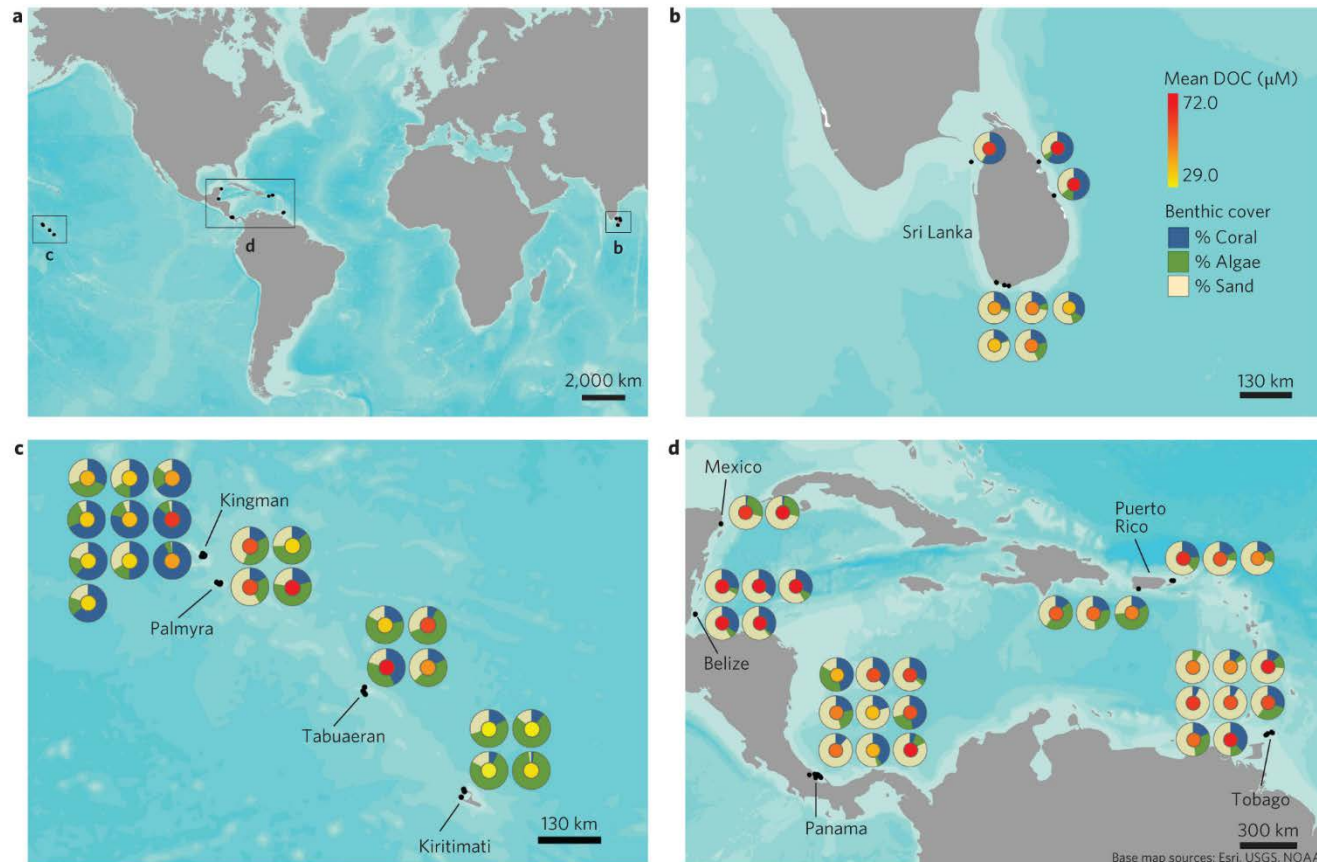 a
2,000 km
c
d
b
b
Mean DOC (µM)
72.0
29.0
Benthic cover
% Coral
% Algae
% Sand
Sri Lanka
130 km
c
Kingman
Palmyra
Tabuaeran
Kiritimati
130 km
d
Mexico
Puerto
Rico
Belize
Panama
Tobago
300 km
Base map sources: Esri, USGS, NOAA